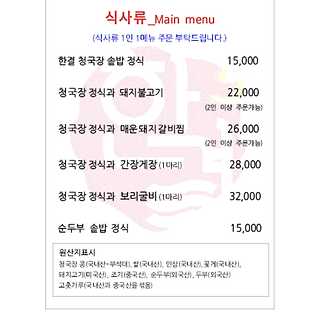 식사류_Main menu
(식사류 1인 1메뉴 주문 부탁드립니다.)
한결 청국장 솥밥 정식 15,000
청국장 정식과 돼지불고기 22,000
(2인 이상 주문가능)
청국장 정식과 매운돼지갈비찜 26,000
(2인 이상 주문가능)
청국장 정식과 간장게장 (1마리) 28,000
청국장 정식과 보리굴비 (1마리) 32,000
순두부 솥밥 정식 15,000
원산지표시
청국장 콩(국내산+부석태), 쌀(국내산), 인삼(국내산), 꽃게(국내산),
돼지고기(미국산), 조기(중국산), 순두부(외국산), 두부(외국산)
고춧가루(국내산과 중국산을 섞음)